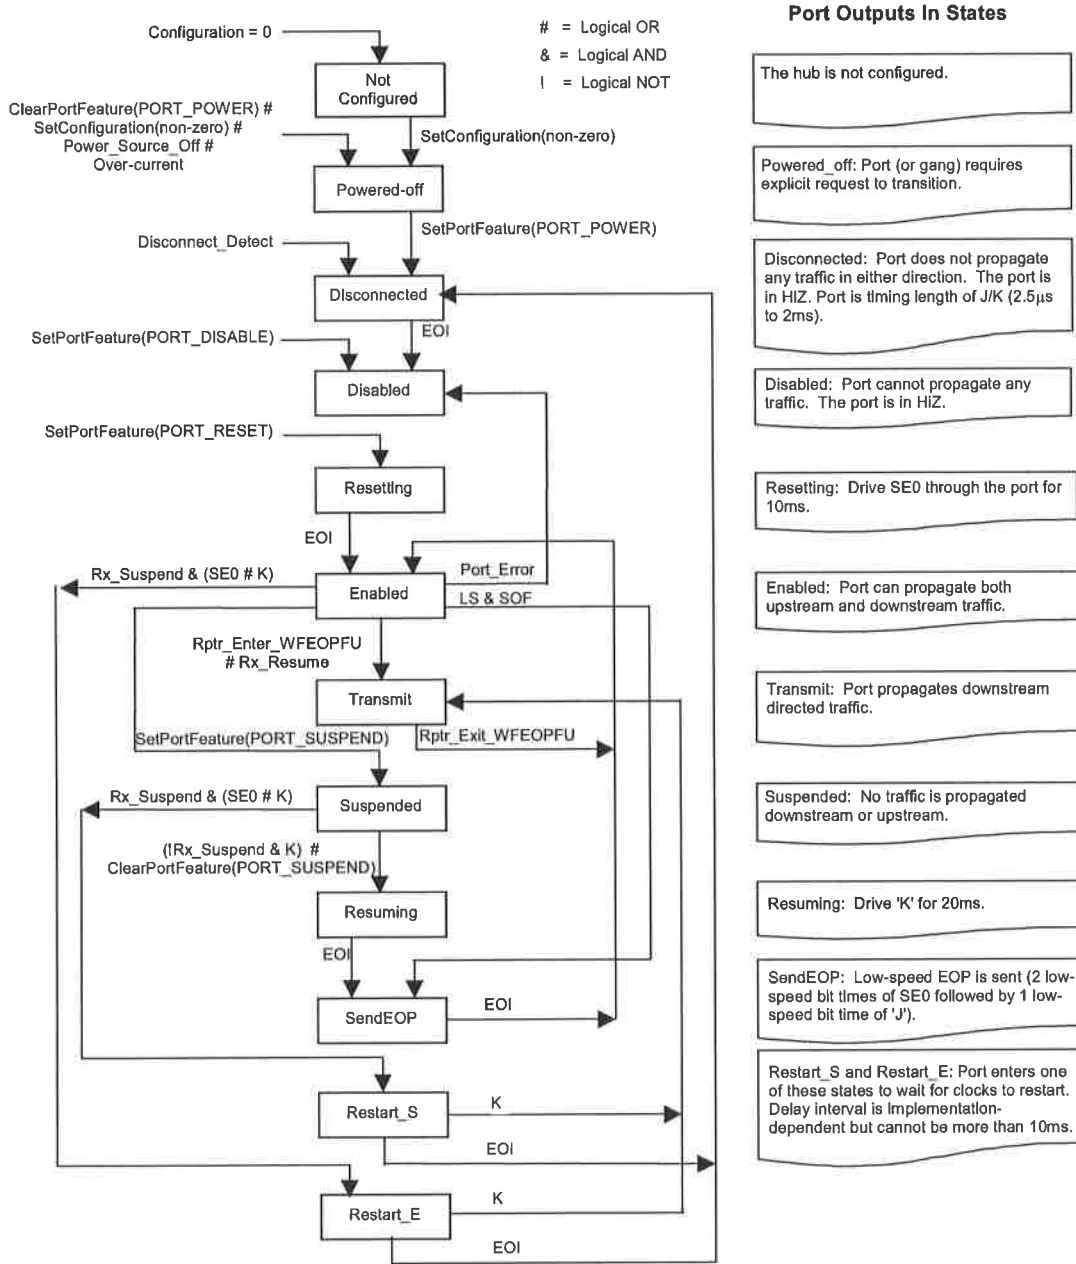 Port Outputs In States
# = Logical OR
& = Logical AND
! = Logical NOT
Configuration = 0
Not
Configured
ClearPortFeature(PORT_POWER) #
SetConfiguration(non-zero) #
Power_Source_Off #
Over-current
SetConfiguration(non-zero)
Powered-off
SetPortFeature(PORT_POWER)
Disconnect_Detect
Disconnected
EOI
SetPortFeature(PORT_DISABLE)
Disabled
SetPortFeature(PORT_RESET)
Resetting
EOI
Rx_Suspend & (SE0 # K)
Enabled
Port_Error
LS & SOF
Rptr_Enter_WFEOPFU
# Rx_Resume
Transmit
SetPortFeature(PORT_SUSPEND)
Rptr_Exit_WFEOPFU
Rx_Suspend & (SE0 # K)
Suspended
(!Rx_Suspend & K) #
ClearPortFeature(PORT_SUSPEND)
Resuming
EOI
SendEOP
EOI
Restart_S
K
EOI
Restart_E
K
EOI
The hub is not configured.
Powered_off: Port (or gang) requires
explicit request to transition.
Disconnected: Port does not propagate
any traffic in either direction. The port is
in HIZ. Port is timing length of J/K (2.5μs
to 2ms).
Disabled: Port cannot propagate any
traffic. The port is in HiZ.
Resetting: Drive SE0 through the port for
10ms.
Enabled: Port can propagate both
upstream and downstream traffic.
Transmit: Port propagates downstream
directed traffic.
Suspended: No traffic is propagated
downstream or upstream.
Resuming: Drive 'K' for 20ms.
SendEOP: Low-speed EOP is sent (2 low-
speed bit times of SE0 followed by 1 low-
speed bit time of 'J').
Restart_S and Restart_E: Port enters one
of these states to wait for clocks to restart.
Delay interval is implementation-
dependent but cannot be more than 10ms.